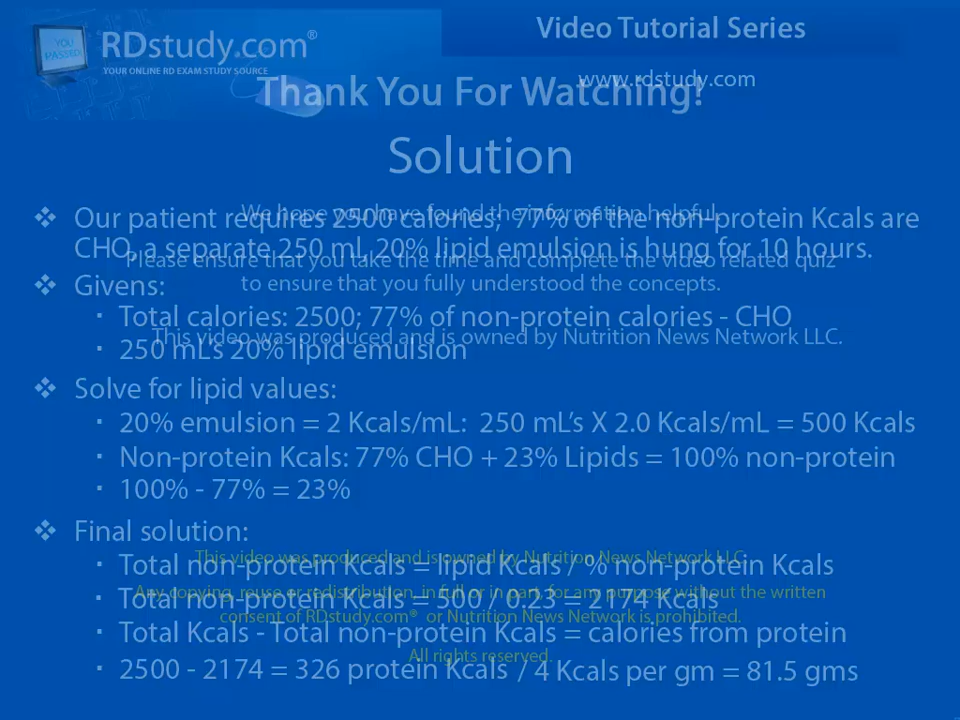 YOU PASSED
RDstudy.com®
YOUR ONLINE RD EXAM STUDY SOURCE
Video Tutorial Series
www.rdstudy.com
Thank You For Watching!
Solution
We hope you have found the information helpful.
❖ Our patient requires 2500 calories; 77% of the non-protein Kcals are
CHO, a separate 250 ml, 20% lipid emulsion is hung for 10 hours.
Please ensure that you take the time and complete the video related quiz
to ensure that you fully understood the concepts.
❖ Givens:
· Total calories: 2500; 77% of non-protein calories - CHO
This video was produced and is owned by Nutrition News Network LLC.
· 250 mL's 20% lipid emulsion
❖ Solve for lipid values:
· 20% emulsion = 2 Kcals/mL: 250 mL's X 2.0 Kcals/mL = 500 Kcals
· Non-protein Kcals: 77% CHO + 23% Lipids = 100% non-protein
· 100% - 77% = 23%
❖ Final solution:
This video was produced and is owned by Nutrition News Network LLC.
· Total non-protein Kcals = lipid Kcals / % non-protein Kcals
Any copying, reuse or redistribution, in full or in part, for any purpose without the written
· Total non-protein Kcals = 500 / 0.23 = 2174 Kcals
consent of RDstudy.com® or Nutrition News Network is prohibited.
· Total Kcals - Total non-protein Kcals = calories from protein
All rights reserved.
· 2500 - 2174 = 326 protein Kcals / 4 Kcals per gm = 81.5 gms